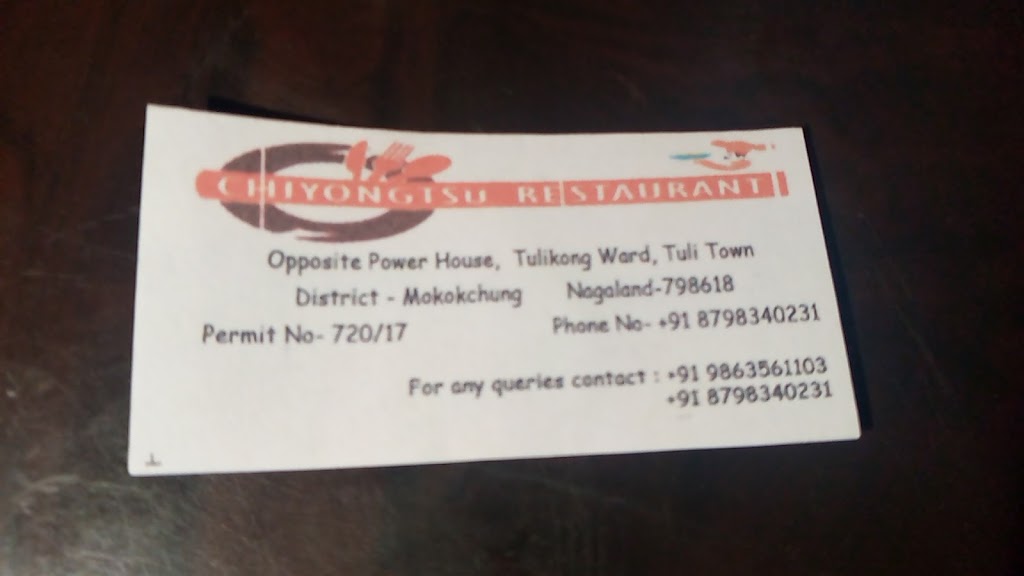 CHIYONGTSU RESTAURANT
Opposite Power House, Tulikong Ward, Tuli Town
District - Mokokchung Nagaland-798618
Permit No- 720/17 Phone No- +91 8798340231
For any queries contact : +91 9863561103
+91 8798340231